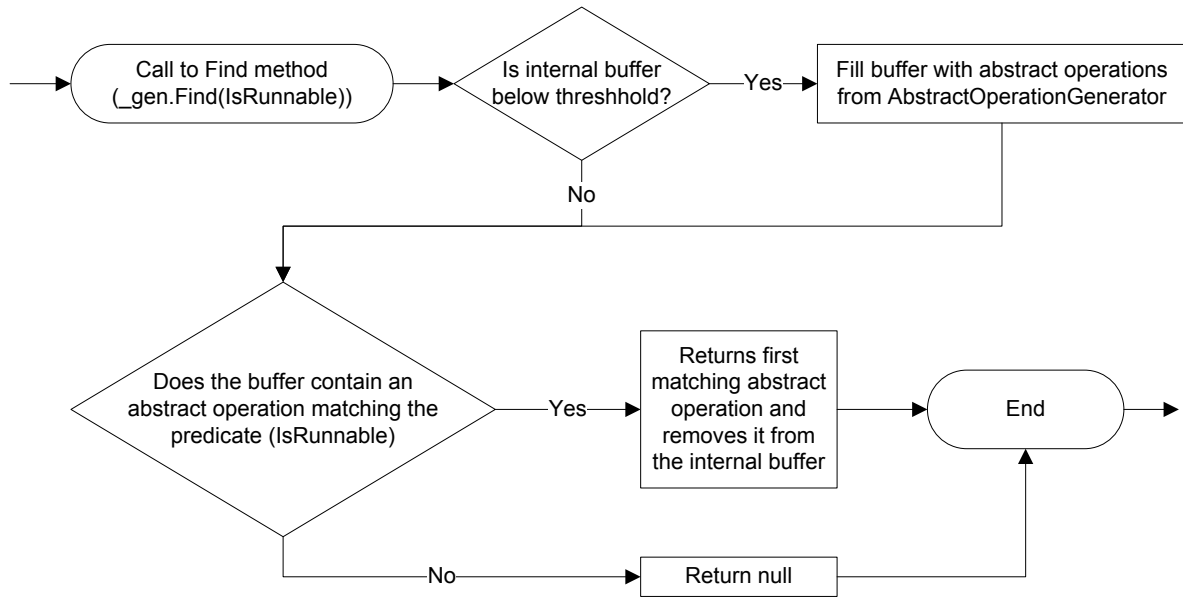 Call to Find method
(_gen.Find(IsRunnable))
Is internal buffer
below threshhold?
Yes
Fill buffer with abstract operations
from AbstractOperationGenerator
No
Does the buffer contain an
abstract operation matching the
predicate (IsRunnable)
Yes
Returns first
matching abstract
operation and
removes it from
the internal buffer
End
No
Return null